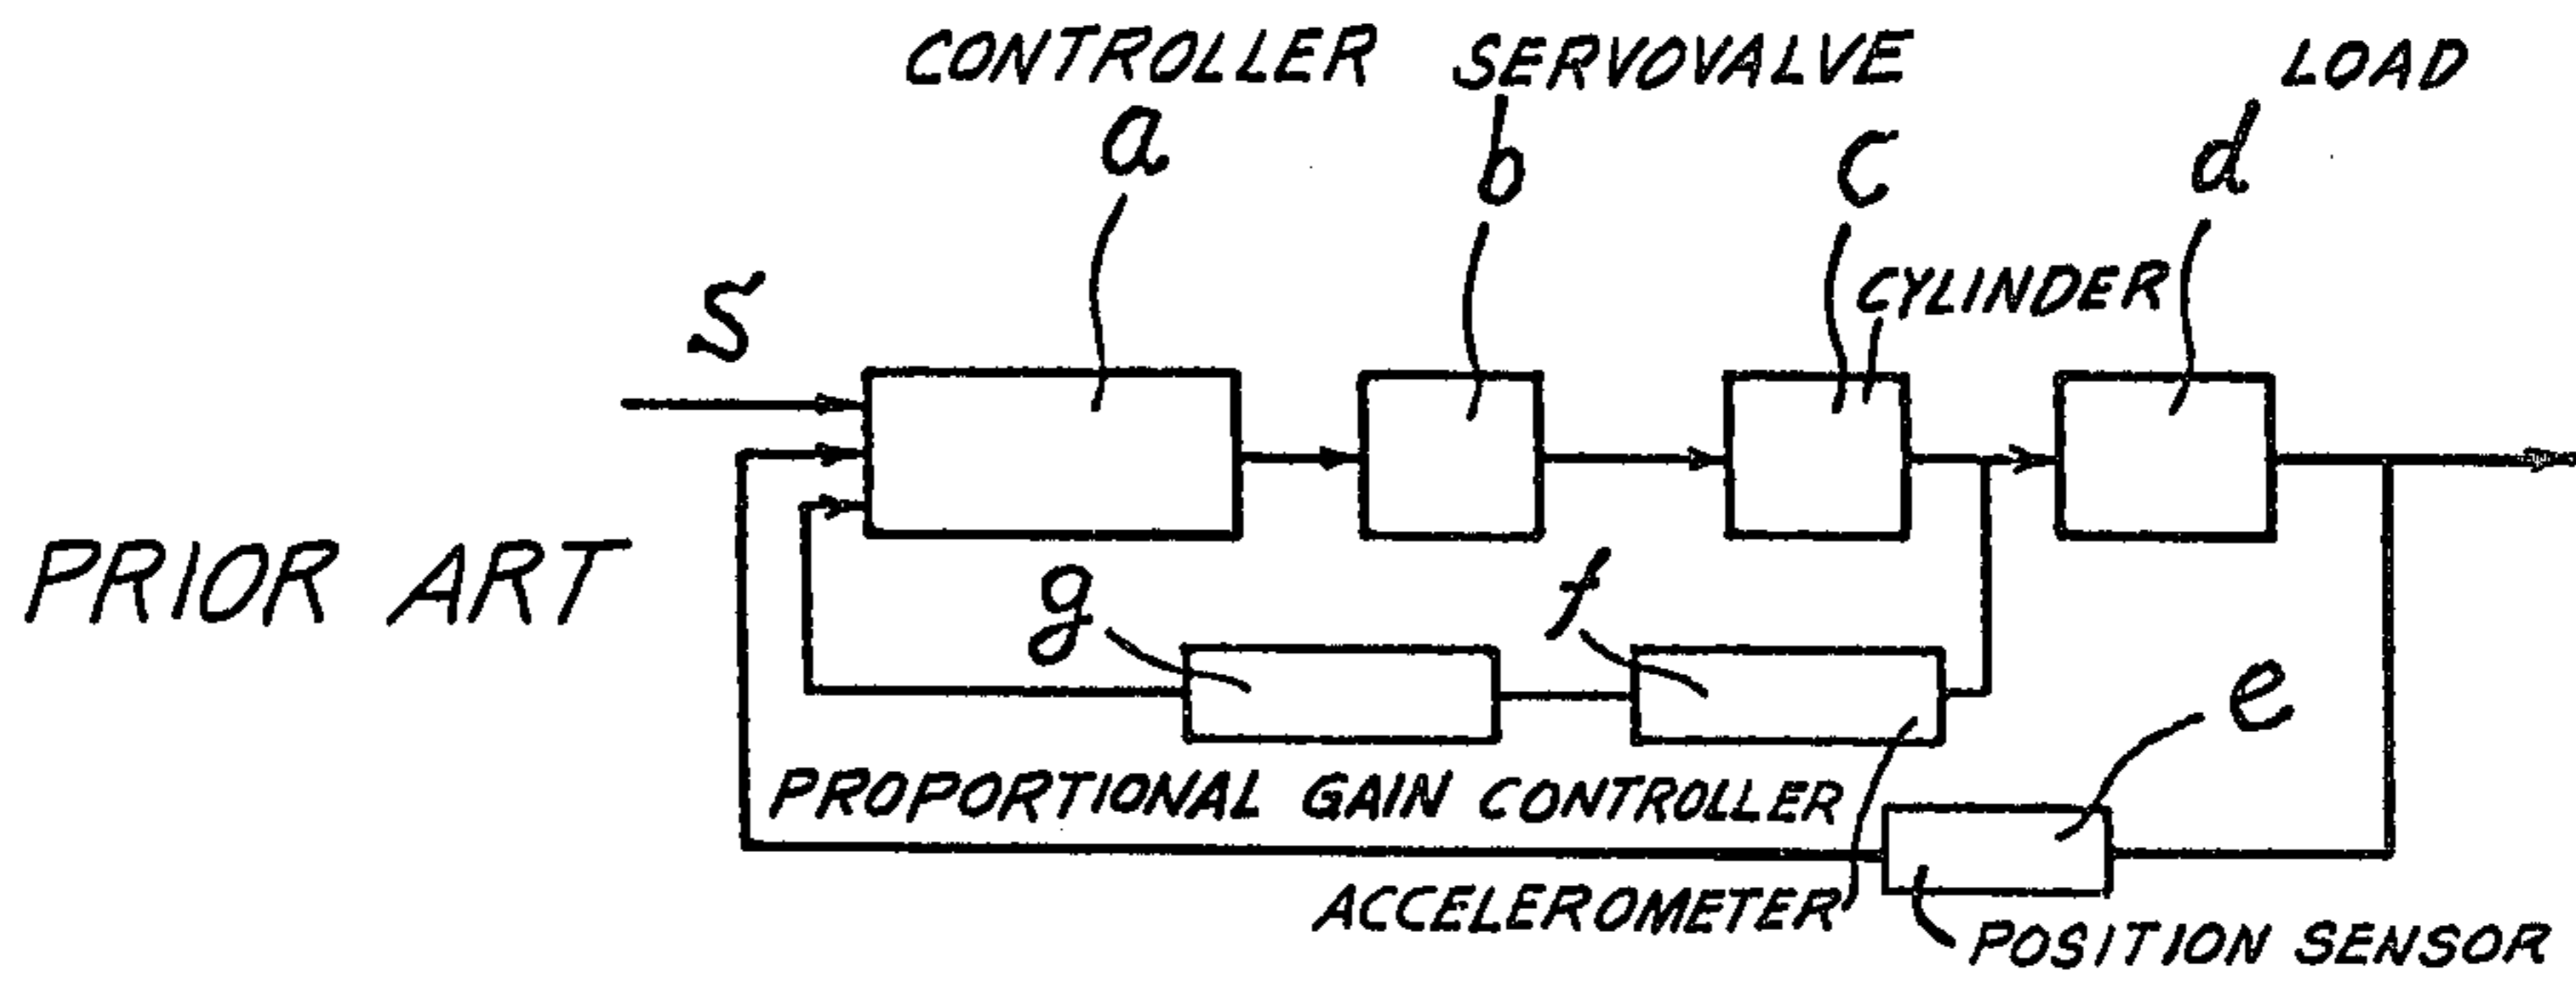 CONTROLLER SERVOVALVE LOAD
a b c d
S CYLINDER
PRIOR ART
g f e
PROPORTIONAL GAIN CONTROLLER
ACCELEROMETER
POSITION SENSOR